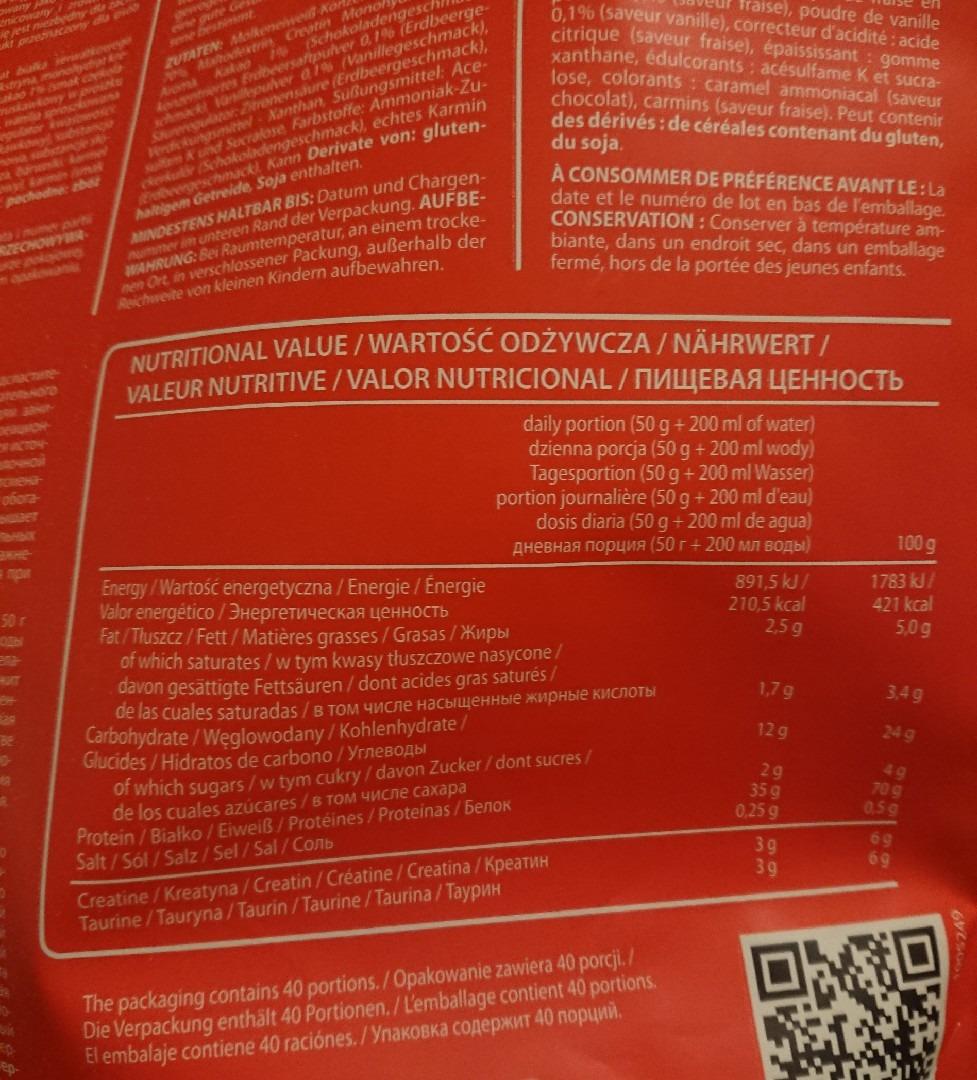 ZUTATEN: Molkeneiweiß-Konz
Maltodextrin, Creatin Monohy
Kakao 1% (Schokoladengeschm
Erdbeersaftpulver 0,1% (Erdbeerge-
schmack), Vanillepulver 0,1% (Vanillegeschmack),
Säureregulator: Zitronensäure (Erdbeergeschmack),
Verdickungsmittel: Xanthan, Süßungsmittel: Ace-
sulfam K und Sucralose, Farbstoffe: Ammoniak-Zu-
ckerkulör (Schokoladengeschmack), echtes Karmin
(Erdbeergeschmack). Kann Derivate von: gluten-
haltigem Getreide, Soja enthalten.
MINDESTENS HALTBAR BIS: Datum und Chargen-
nummer im unteren Rand der Verpackung. AUFBE-
WAHRUNG: Bei Raumtemperatur, an einem trocke-
nen Ort, in verschlossener Packung, außerhalb der
Reichweite von kleinen Kindern aufbewahren.
fraise), poudre de vanille
0,1% (saveur vanille), correcteur d'acidité : acide
citrique (saveur fraise), épaississant : gomme
xanthane, édulcorants : acésulfame K et sucra-
lose, colorants : caramel ammoniacal (saveur
chocolat), carmins (saveur fraise). Peut contenir
des dérivés : de céréales contenant du gluten,
du soja.
À CONSOMMER DE PRÉFÉRENCE AVANT LE : La
date et le numéro de lot en bas de l'emballage.
CONSERVATION : Conserver à température am-
biante, dans un endroit sec, dans un emballage
fermé, hors de la portée des jeunes enfants.
NUTRITIONAL VALUE / WARTOŚĆ ODŻYWCZA / NÄHRWERT /
VALEUR NUTRITIVE / VALOR NUTRICIONAL / ПИЩЕВАЯ ЦЕННОСТЬ
daily portion (50 g + 200 ml of water)
dzienna porcja (50 g + 200 ml wody)
Tagesportion (50 g + 200 ml Wasser)
portion journalière (50 g + 200 ml d'eau)
dosis diaria (50 g + 200 ml de agua)
дневная порция (50 г + 200 мл воды) 100 g
Energy / Wartość energetyczna / Energie / Énergie 891,5 kJ / 1783 kJ /
Valor energético / Энергетическая ценность 210,5 kcal 421 kcal
Fat / Tłuszcz / Fett / Matières grasses / Grasas / Жиры 2,5 g 5,0 g
of which saturates / w tym kwasy tłuszczowe nasycone /
davon gesättigte Fettsäuren / dont acides gras saturés /
de las cuales saturadas / в том числе насыщенные жирные кислоты 1,7 g 3,4 g
Carbohydrate / Węglowodany / Kohlenhydrate /
Glucides / Hidratos de carbono / Углеводы 12 g 24 g
of which sugars / w tym cukry / davon Zucker / dont sucres /
de los cuales azúcares / в том числе сахара 2 g 4 g
Protein / Białko / Eiweiß / Protéines / Proteínas / Белок 35 g 70 g
Salt / Sól / Salz / Sel / Sal / Соль 0,25 g 0,5 g
Creatine / Kreatyna / Creatin / Créatine / Creatina / Креатин 3 g 6 g
Taurine / Tauryna / Taurin / Taurine / Taurina / Таурин 3 g 6 g
The packaging contains 40 portions. / Opakowanie zawiera 40 porcji. /
Die Verpackung enthält 40 Portionen. / L'emballage contient 40 portions.
El embalaje contiene 40 raciónes. / Упаковка содержит 40 порций.